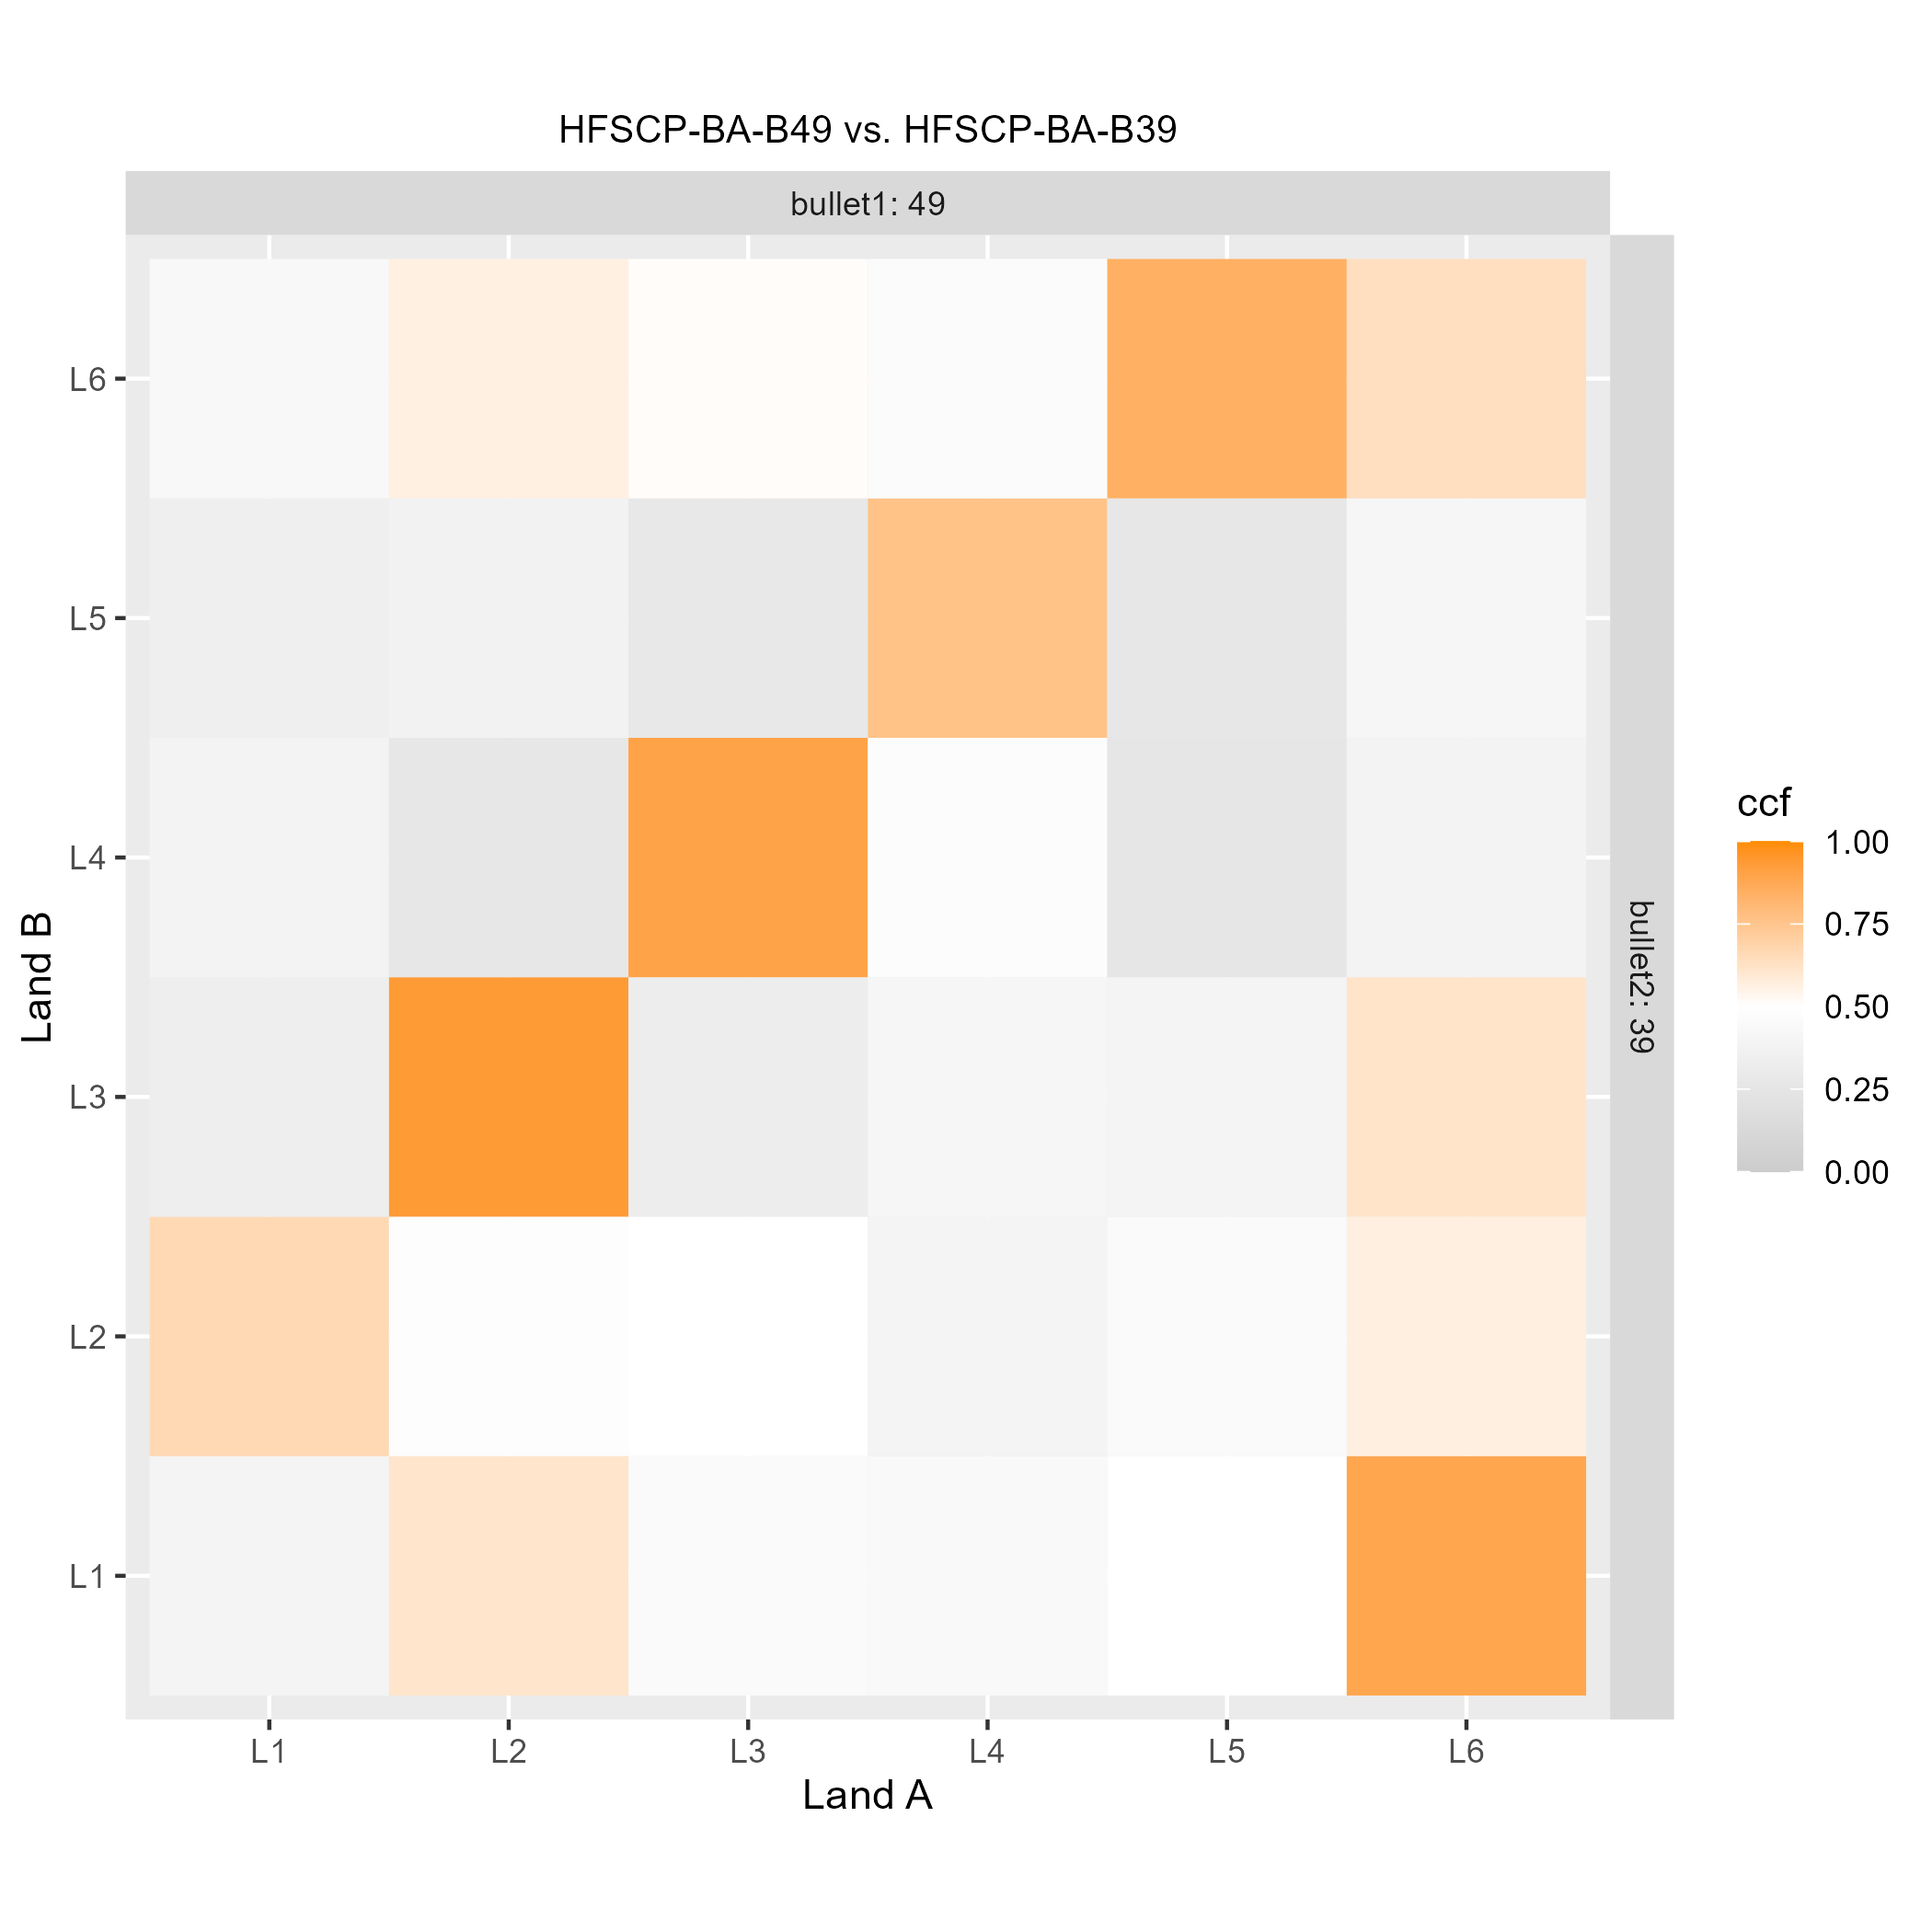 HFSCP-BA-B49 vs. HFSCP-BA-B39
bullet1: 49
L6
L5
L4
L3
L2
L1
Land B
bullet2: 39
ccf
1.00
0.75
0.50
0.25
0.00
L1 L2 L3 L4 L5 L6
Land A